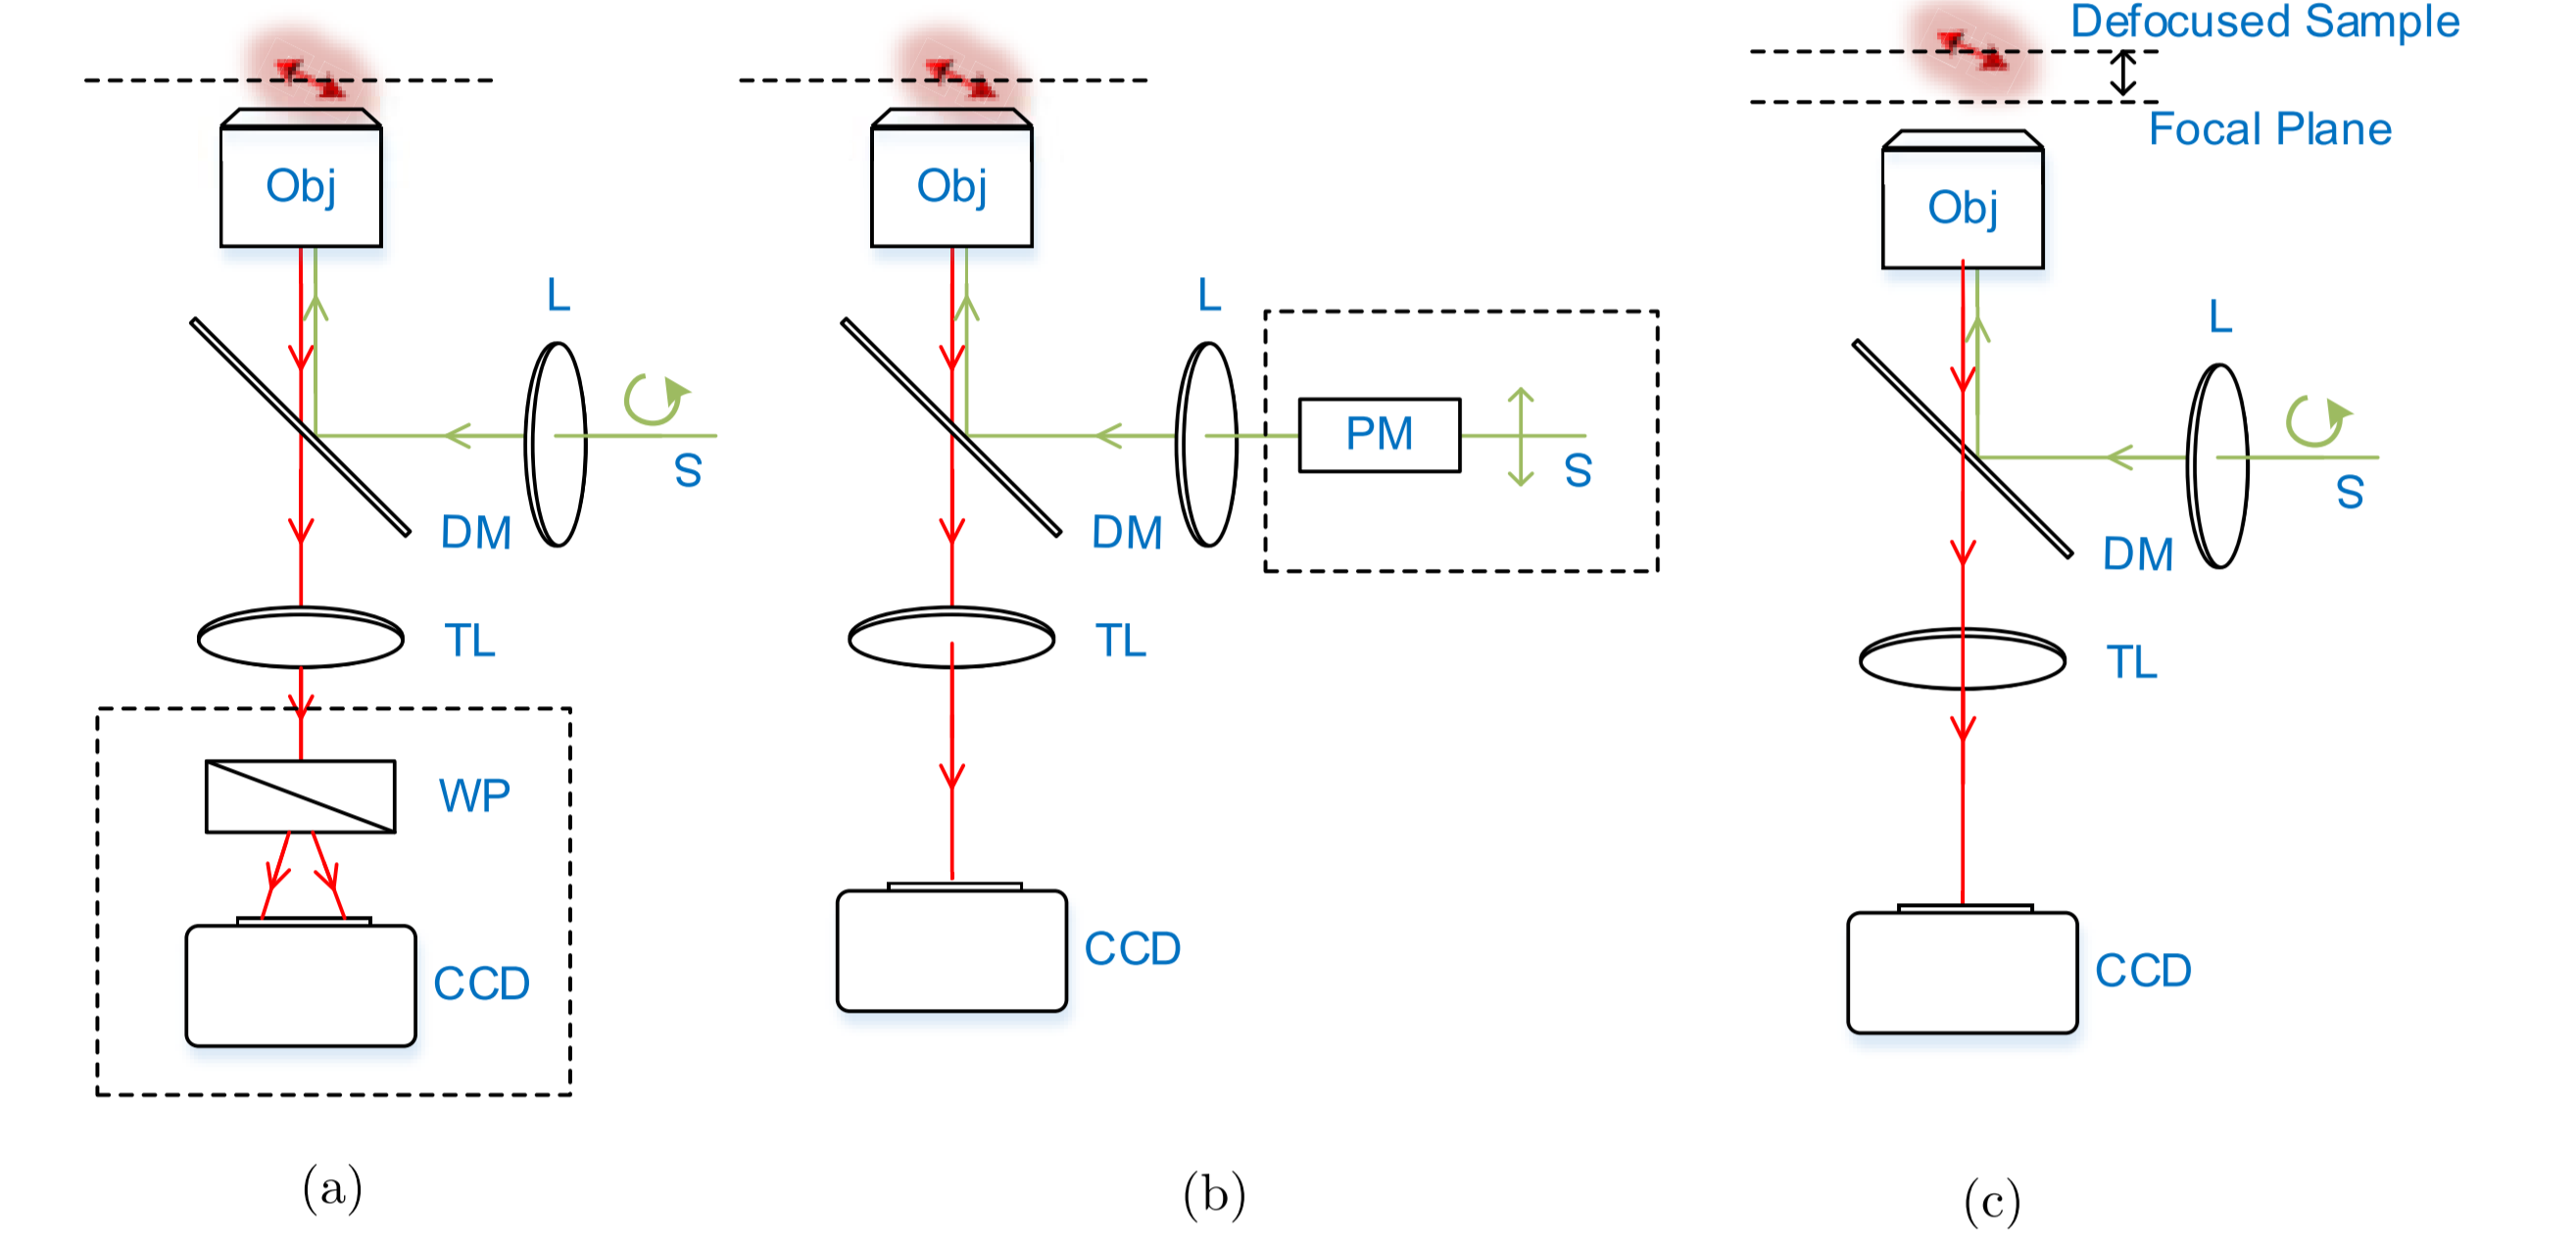 Obj
L
S
DM
TL
WP
CCD
(a)
Obj
L
PM
S
DM
TL
CCD
(b)
Defocused Sample
Focal Plane
Obj
L
S
DM
TL
CCD
(c)